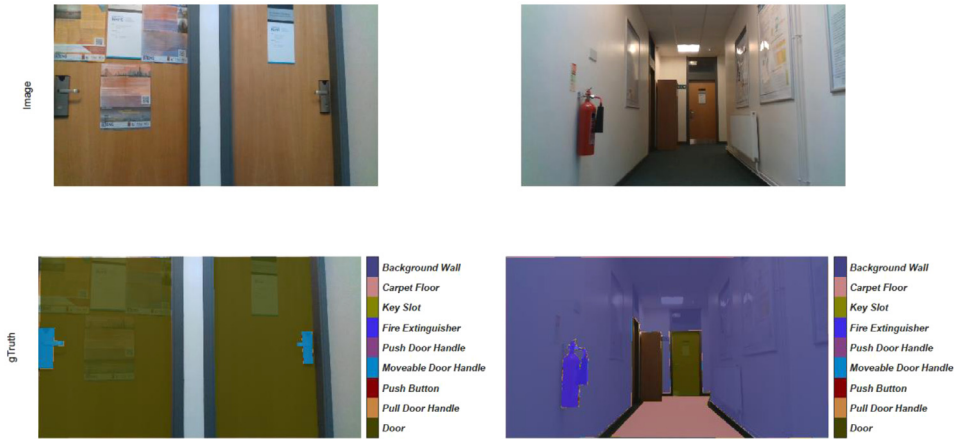 Image
gTruth
Background Wall
Carpet Floor
Key Slot
Fire Extinguisher
Push Door Handle
Moveable Door Handle
Push Button
Pull Door Handle
Door
Background Wall
Carpet Floor
Key Slot
Fire Extinguisher
Push Door Handle
Moveable Door Handle
Push Button
Pull Door Handle
Door